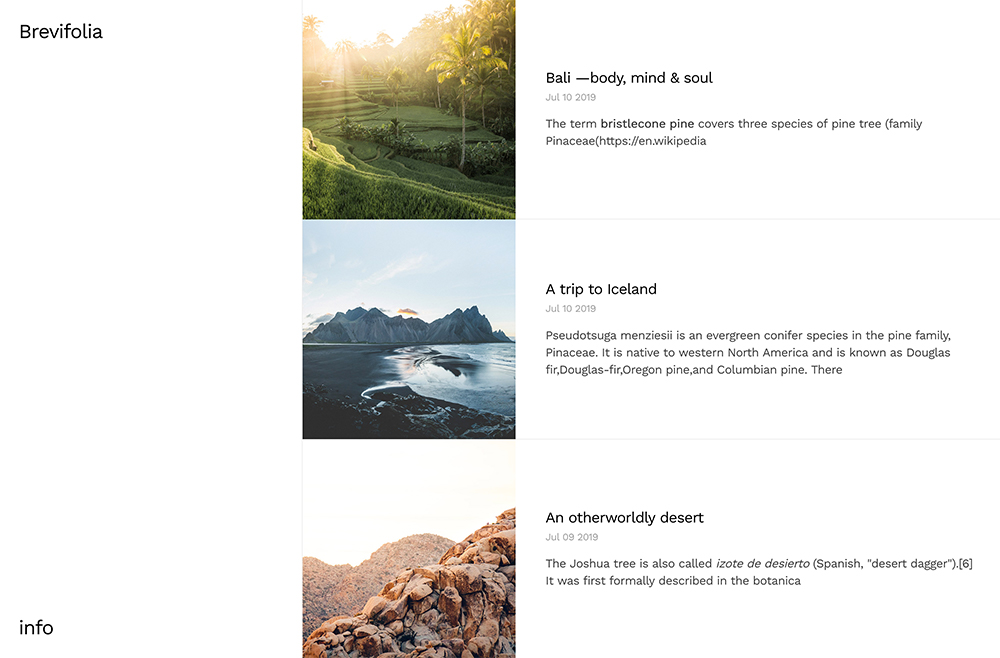 Brevifolia
Bali —body, mind & soul
Jul 10 2019
The term bristlecone pine covers three species of pine tree (family
Pinaceae(https://en.wikipedia
A trip to Iceland
Jul 10 2019
Pseudotsuga menziesii is an evergreen conifer species in the pine family,
Pinaceae. It is native to western North America and is known as Douglas
fir,Douglas-fir,Oregon pine,and Columbian pine. There
An otherworldly desert
Jul 09 2019
The Joshua tree is also called izote de desierto (Spanish, "desert dagger").[6]
It was first formally described in the botanica
info